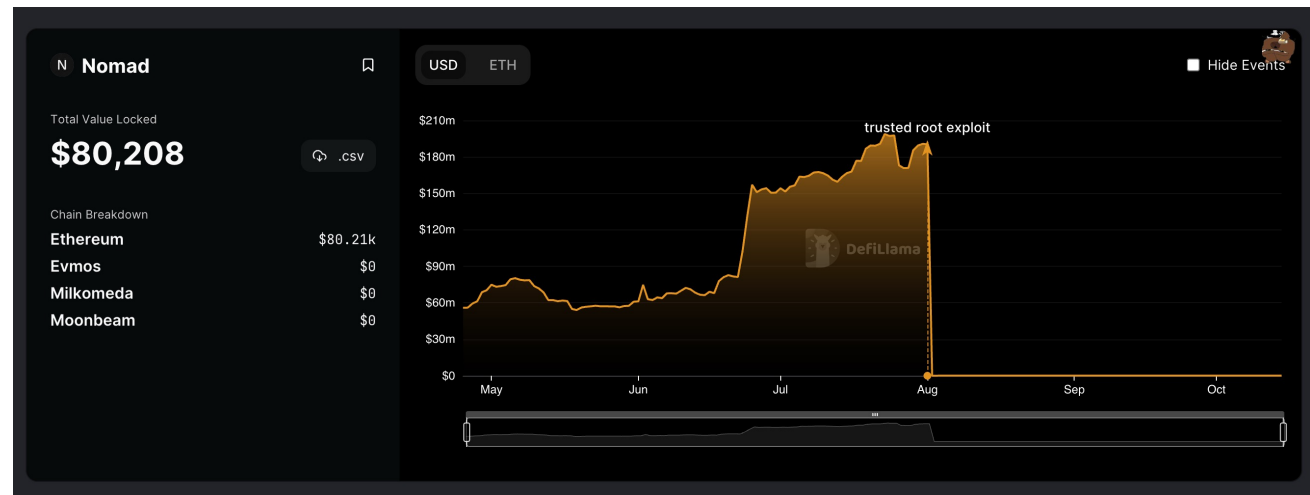 N Nomad
Total Value Locked
$80,208
.csv
Chain Breakdown
Ethereum $80.21k
Evmos $0
Milkomeda $0
Moonbeam $0
USD ETH
Hide Events
trusted root exploit
$210m
$180m
$150m
$120m
$90m
$60m
$30m
$0
DefiLlama
May Jun Jul Aug Sep Oct